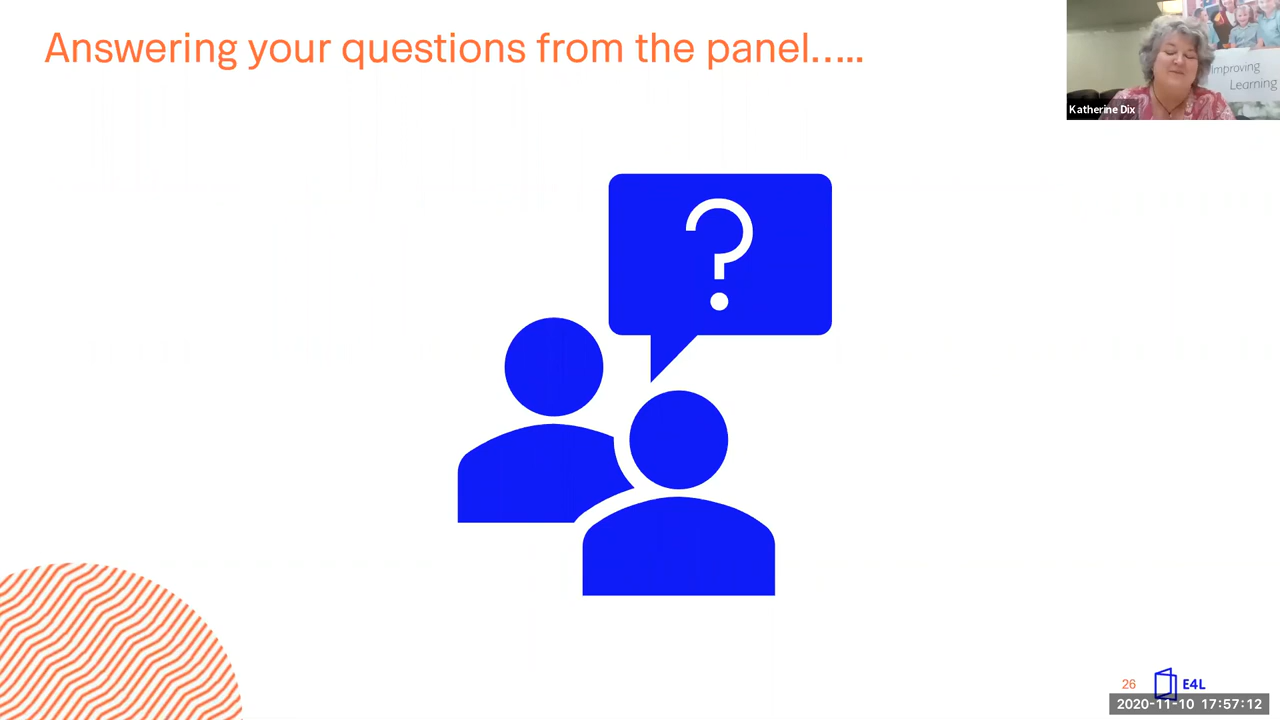 Answering your questions from the panel.....
Improving
Learning
Katherine Dix
?
26
E4L
2020-11-10 17:57:12